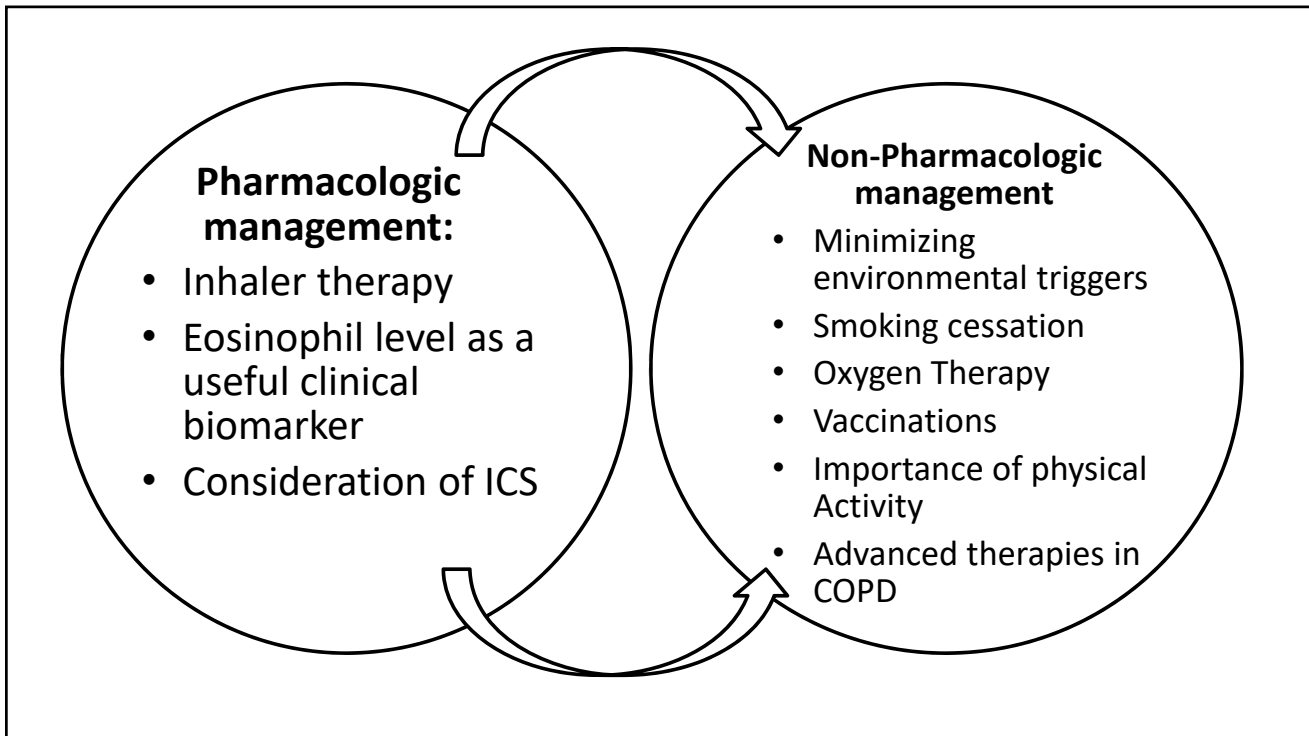 Pharmacologic
management:
• Inhaler therapy
• Eosinophil level as a
useful clinical
biomarker
• Consideration of ICS
Non-Pharmacologic
management
• Minimizing
environmental triggers
• Smoking cessation
• Oxygen Therapy
• Vaccinations
• Importance of physical
Activity
• Advanced therapies in
COPD